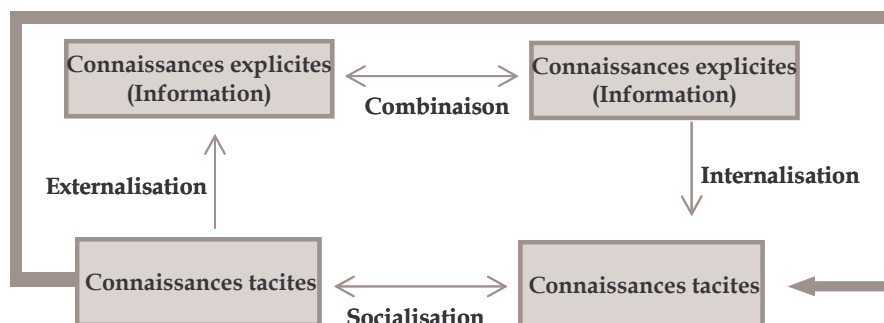 Connaissances explicites
(Information)
Connaissances explicites
(Information)
Combinaison
Externalisation
Internalisation
Connaissances tacites
Connaissances tacites
Socialisation